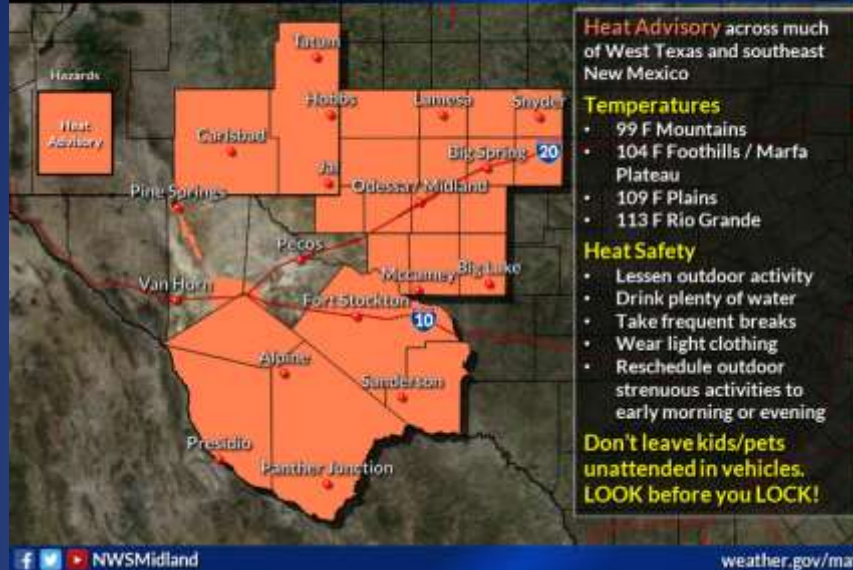 Hazards
Heat
Advisory
Tatum
Hobbs
Lamesa
Snyder
Carlsbad
Big Spring
20
Jal
Odessa / Midland
Pine Springs
Pecos
Van Horn
Mccamey
Big Lake
Fort Stockton
10
Alpine
Sanderson
Presidio
Panther Junction
Heat Advisory across much
of West Texas and southeast
New Mexico
Temperatures
• 99 F Mountains
• 104 F Foothills / Marfa
Plateau
• 109 F Plains
• 113 F Rio Grande
Heat Safety
• Lessen outdoor activity
• Drink plenty of water
• Take frequent breaks
• Wear light clothing
• Reschedule outdoor
strenuous activities to
early morning or evening
Don't leave kids/pets
unattended in vehicles.
LOOK before you LOCK!
NWSMidland
weather.gov/ma